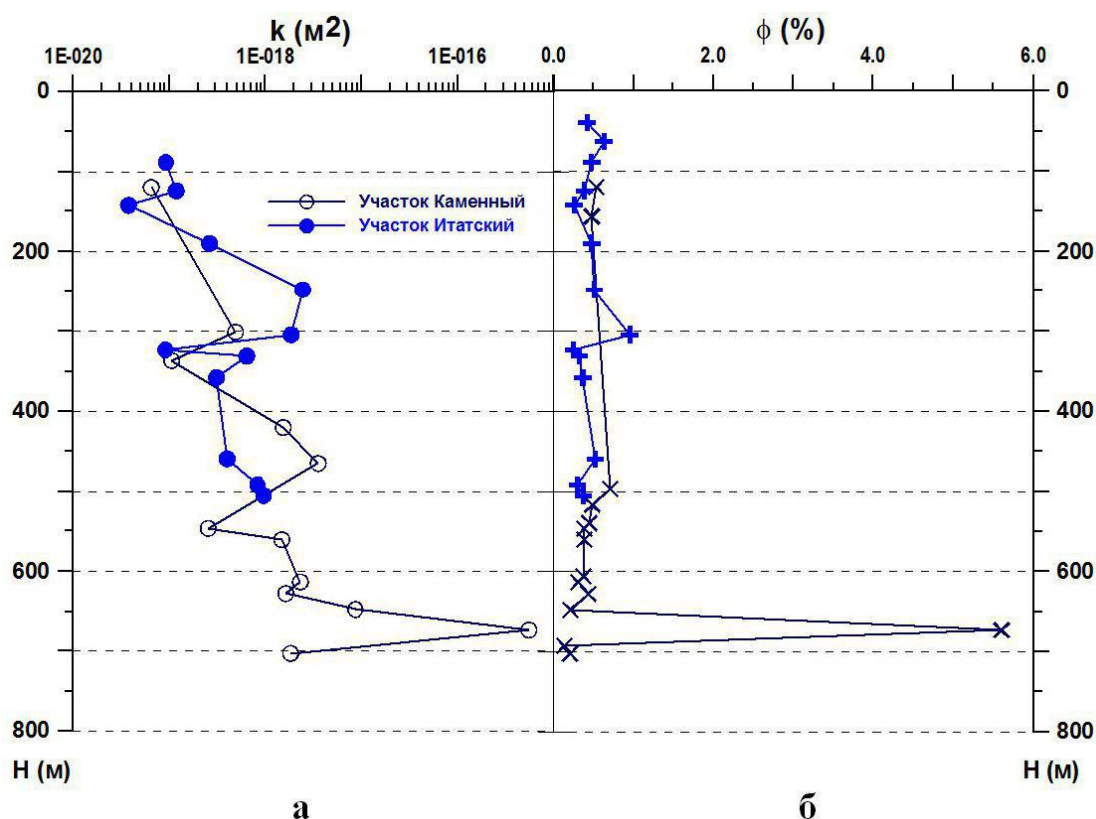 k (м²) ϕ (%)
1E-020 1E-018 1E-016 0.0 2.0 4.0 6.0
0 0
Участок Каменный
Участок Итатский
200 200
400 400
600 600
800 800
H (м) H (м)
а б